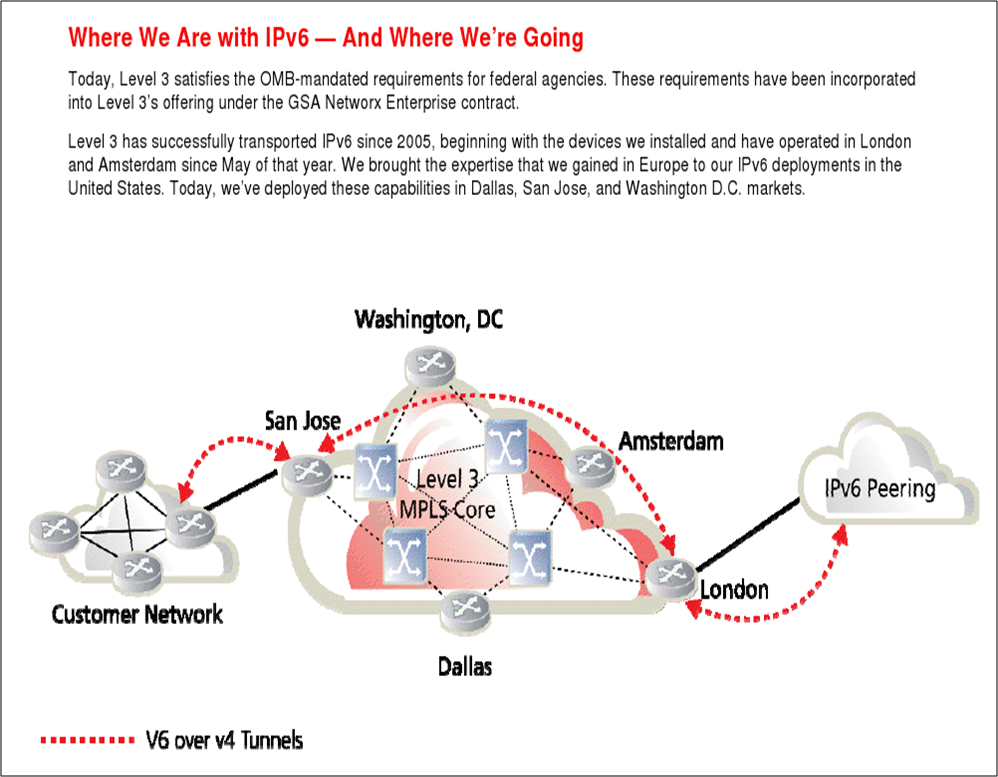 Where We Are with IPv6 — And Where We're Going
Today, Level 3 satisfies the OMB-mandated requirements for federal agencies. These requirements have been incorporated
into Level 3's offering under the GSA Networx Enterprise contract.
Level 3 has successfully transported IPv6 since 2005, beginning with the devices we installed and have operated in London
and Amsterdam since May of that year. We brought the expertise that we gained in Europe to our IPv6 deployments in the
United States. Today, we've deployed these capabilities in Dallas, San Jose, and Washington D.C. markets.
Washington, DC
San Jose
Amsterdam
Level 3
MPLS Core
IPv6 Peering
London
Customer Network
Dallas
V6 over v4 Tunnels